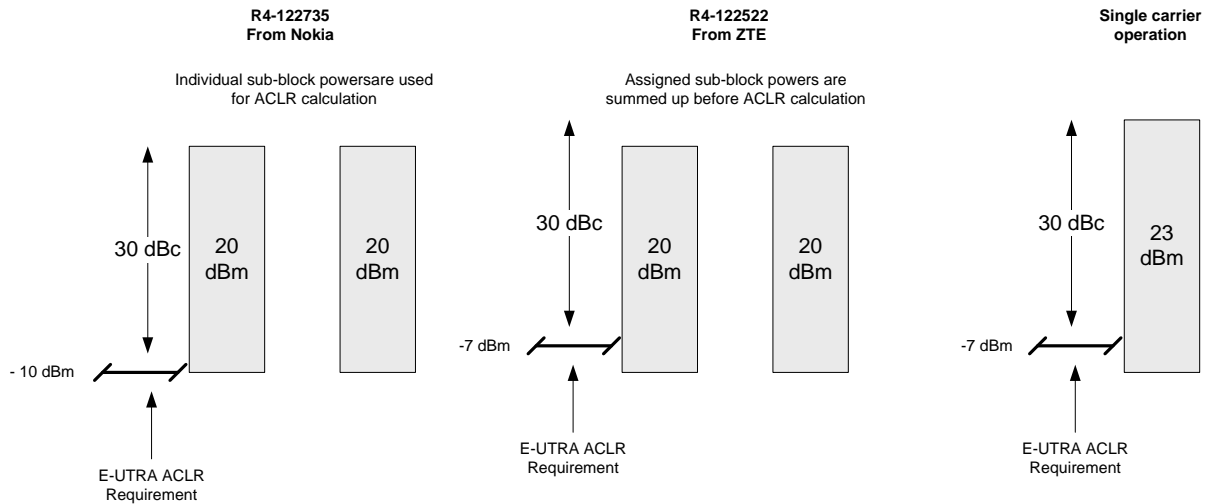 R4-122735
From Nokia
Individual sub-block powersare used
for ACLR calculation
30 dBc
20
dBm
20
dBm
- 10 dBm
E-UTRA ACLR
Requirement
R4-122522
From ZTE
Assigned sub-block powers are
summed up before ACLR calculation
30 dBc
20
dBm
20
dBm
-7 dBm
E-UTRA ACLR
Requirement
Single carrier
operation
30 dBc
23
dBm
-7 dBm
E-UTRA ACLR
Requirement